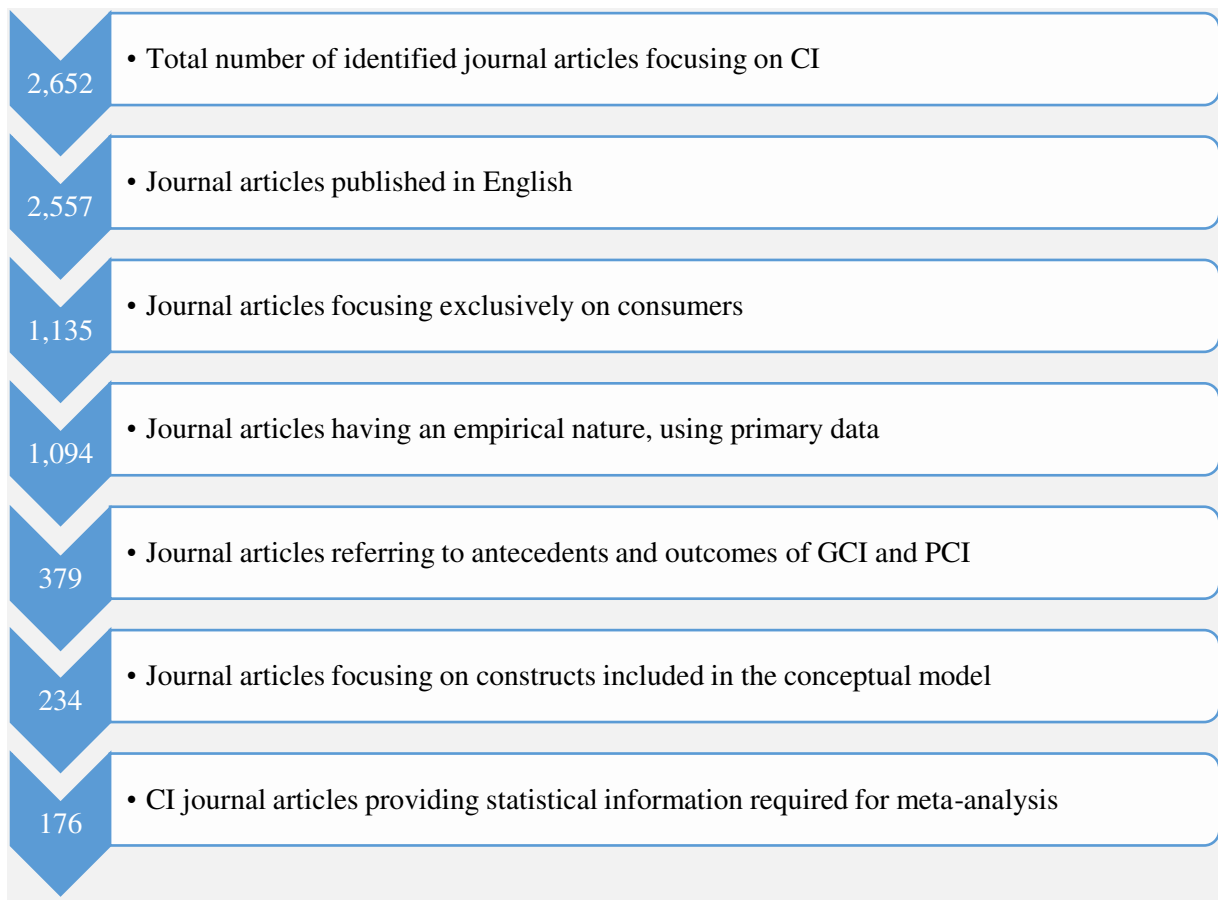 2,652
• Total number of identified journal articles focusing on CI
2,557
• Journal articles published in English
1,135
• Journal articles focusing exclusively on consumers
1,094
• Journal articles having an empirical nature, using primary data
379
• Journal articles referring to antecedents and outcomes of GCI and PCI
234
• Journal articles focusing on constructs included in the conceptual model
176
• CI journal articles providing statistical information required for meta-analysis